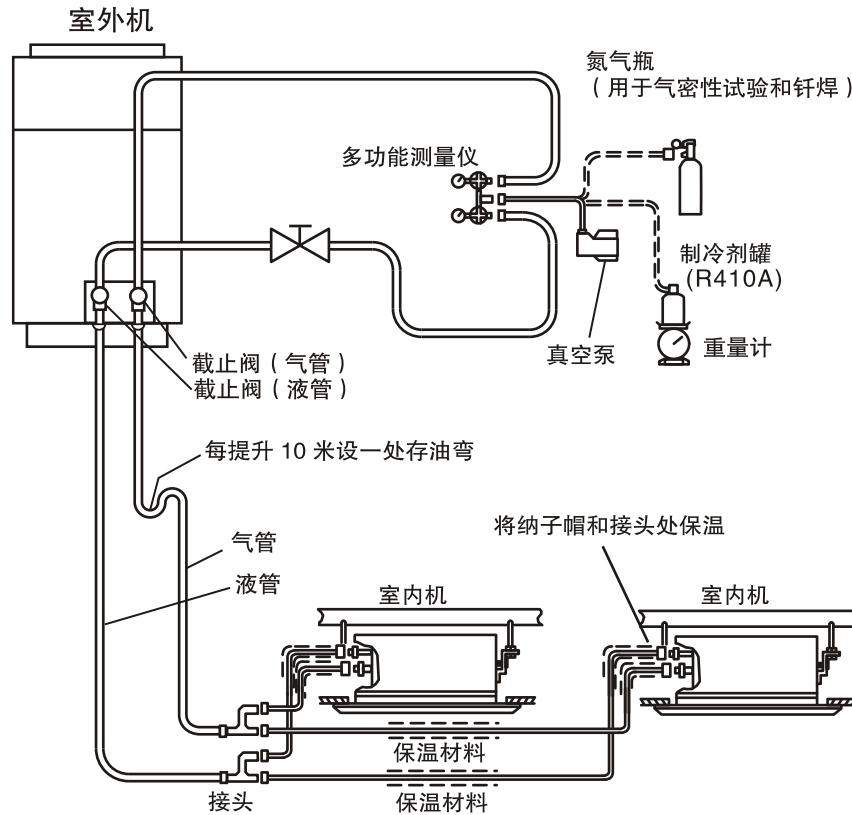 室外机
氮气瓶
(用于气密性试验和钎焊)
多功能测量仪
制冷剂罐
(R410A)
真空泵
重量计
截止阀(气管)
截止阀(液管)
每提升 10 米设一处存油弯
将纳子帽和接头处保温
气管
液管
室内机
室内机
保温材料
接头
保温材料